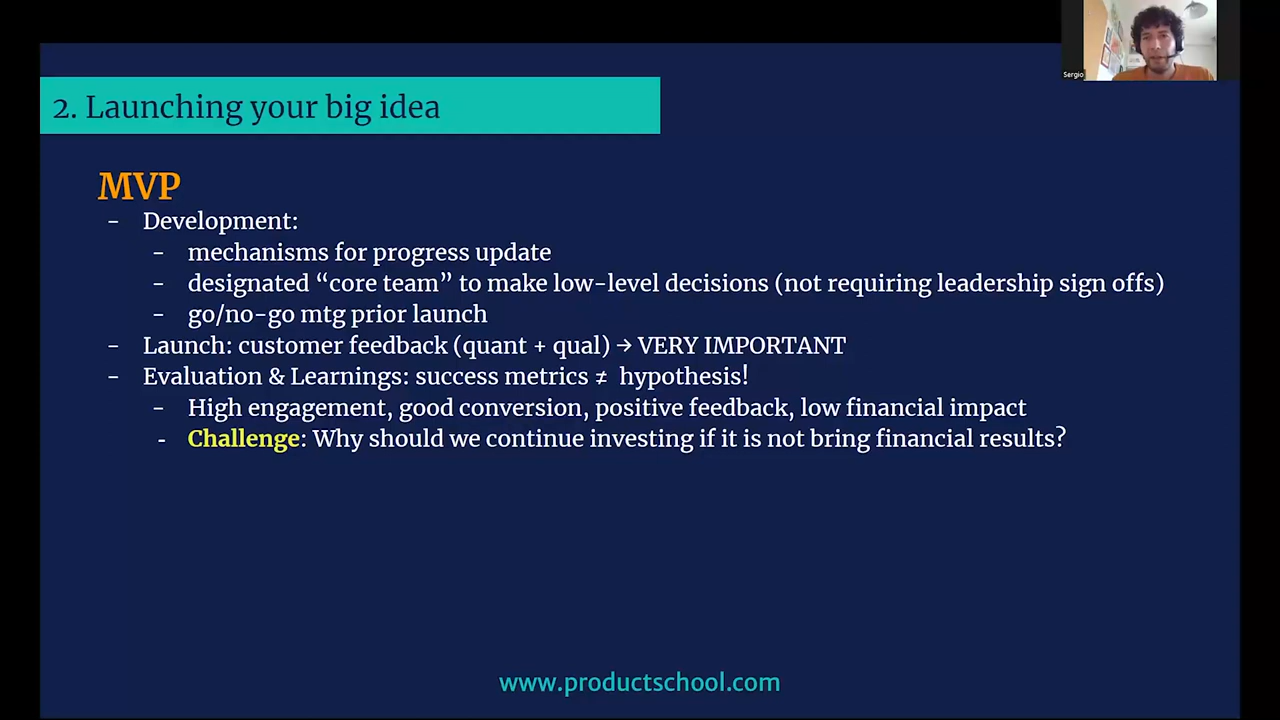 Sergio
2. Launching your big idea
MVP
- Development:
- mechanisms for progress update
- designated “core team” to make low-level decisions (not requiring leadership sign offs)
- go/no-go mtg prior launch
- Launch: customer feedback (quant + qual) → VERY IMPORTANT
- Evaluation & Learnings: success metrics ≠ hypothesis!
- High engagement, good conversion, positive feedback, low financial impact
- Challenge: Why should we continue investing if it is not bring financial results?
www.productschool.com